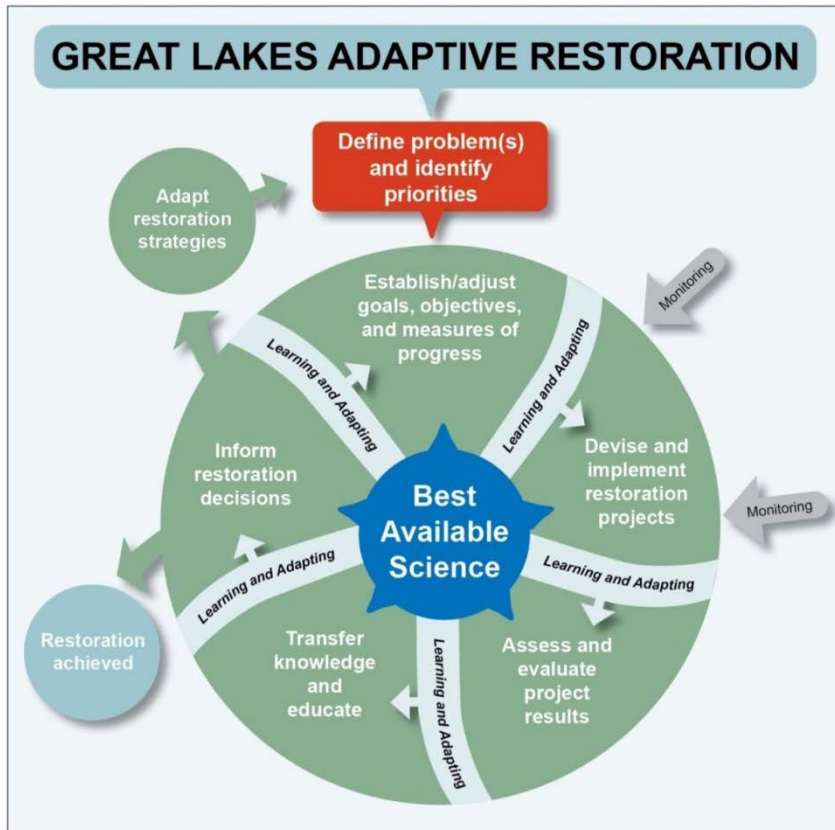 GREAT LAKES ADAPTIVE RESTORATION
Define problem(s)
and identify
priorities
Adapt
restoration
strategies
Establish/adjust
goals, objectives,
and measures of
progress
Monitoring
Learning and Adapting
Learning and Adapting
Devise and
implement
restoration
projects
Monitoring
Inform
restoration
decisions
Best
Available
Science
Learning and Adapting
Learning and Adapting
Assess and
evaluate
project
results
Learning and Adapting
Transfer
knowledge
and
educate
Restoration
achieved